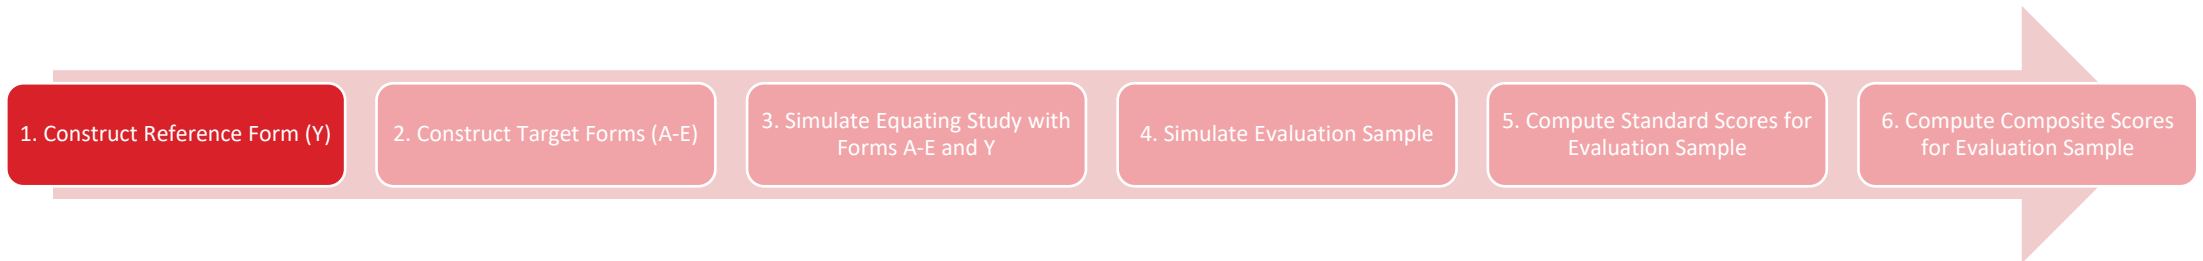 1. Construct Reference Form (Y)
2. Construct Target Forms (A-E)
3. Simulate Equating Study with
Forms A-E and Y
4. Simulate Evaluation Sample
5. Compute Standard Scores for
Evaluation Sample
6. Compute Composite Scores
for Evaluation Sample